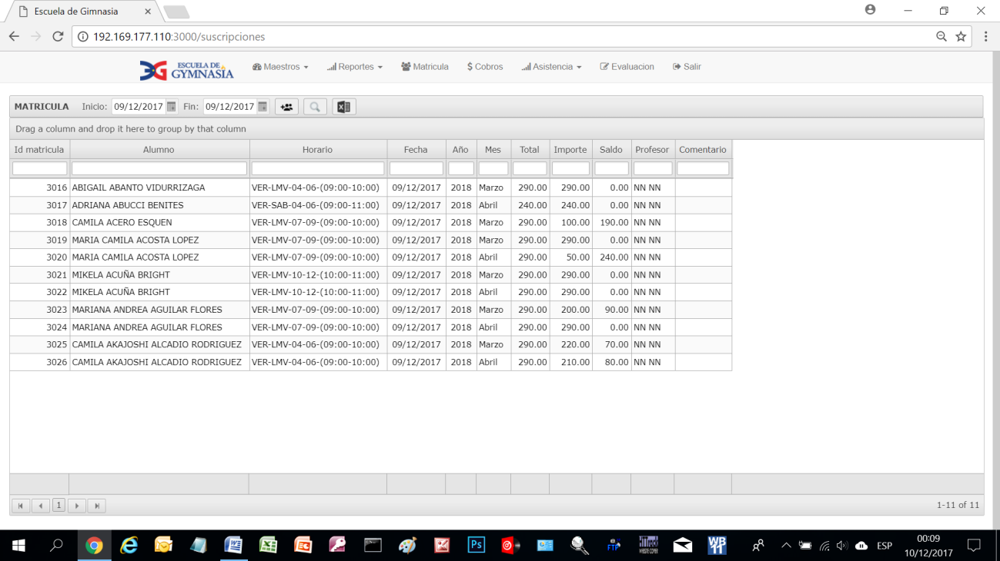 Escuela de Gimnasia
192.169.177.110:3000/suscripciones
ESCUELA DE GYMNASIA Maestros Reportes Matricula $ Cobros Asistencia Evaluacion Salir
MATRICULA Inicio: 09/12/2017 Fin: 09/12/2017
Drag a column and drop it here to group by that column
Id matricula Alumno Horario Fecha Año Mes Total Importe Saldo Profesor Comentario
3016 ABIGAIL ABANTO VIDURRIZAGA VER-LMV-04-06-(09:00-10:00) 09/12/2017 2018 Marzo 290.00 290.00 0.00 NN NN
3017 ADRIANA ABUCCI BENITES VER-SAB-04-06-(09:00-11:00) 09/12/2017 2018 Abril 240.00 240.00 0.00 NN NN
3018 CAMILA ACERO ESQUEN VER-LMV-07-09-(09:00-10:00) 09/12/2017 2018 Marzo 290.00 100.00 190.00 NN NN
3019 MARIA CAMILA ACOSTA LOPEZ VER-LMV-07-09-(09:00-10:00) 09/12/2017 2018 Marzo 290.00 290.00 0.00 NN NN
3020 MARIA CAMILA ACOSTA LOPEZ VER-LMV-07-09-(09:00-10:00) 09/12/2017 2018 Abril 290.00 50.00 240.00 NN NN
3021 MIKELA ACUÑA BRIGHT VER-LMV-10-12-(10:00-11:00) 09/12/2017 2018 Marzo 290.00 290.00 0.00 NN NN
3022 MIKELA ACUÑA BRIGHT VER-LMV-10-12-(10:00-11:00) 09/12/2017 2018 Abril 290.00 290.00 0.00 NN NN
3023 MARIANA ANDREA AGUILAR FLORES VER-LMV-07-09-(09:00-10:00) 09/12/2017 2018 Marzo 290.00 200.00 90.00 NN NN
3024 MARIANA ANDREA AGUILAR FLORES VER-LMV-07-09-(09:00-10:00) 09/12/2017 2018 Abril 290.00 290.00 0.00 NN NN
3025 CAMILA AKAJOSHI ALCADIO RODRIGUEZ VER-LMV-04-06-(09:00-10:00) 09/12/2017 2018 Marzo 290.00 220.00 70.00 NN NN
3026 CAMILA AKAJOSHI ALCADIO RODRIGUEZ VER-LMV-04-06-(09:00-10:00) 09/12/2017 2018 Abril 290.00 210.00 80.00 NN NN
1 1-11 of 11
Ps FTP WB 11 ESP 00:09
10/12/2017